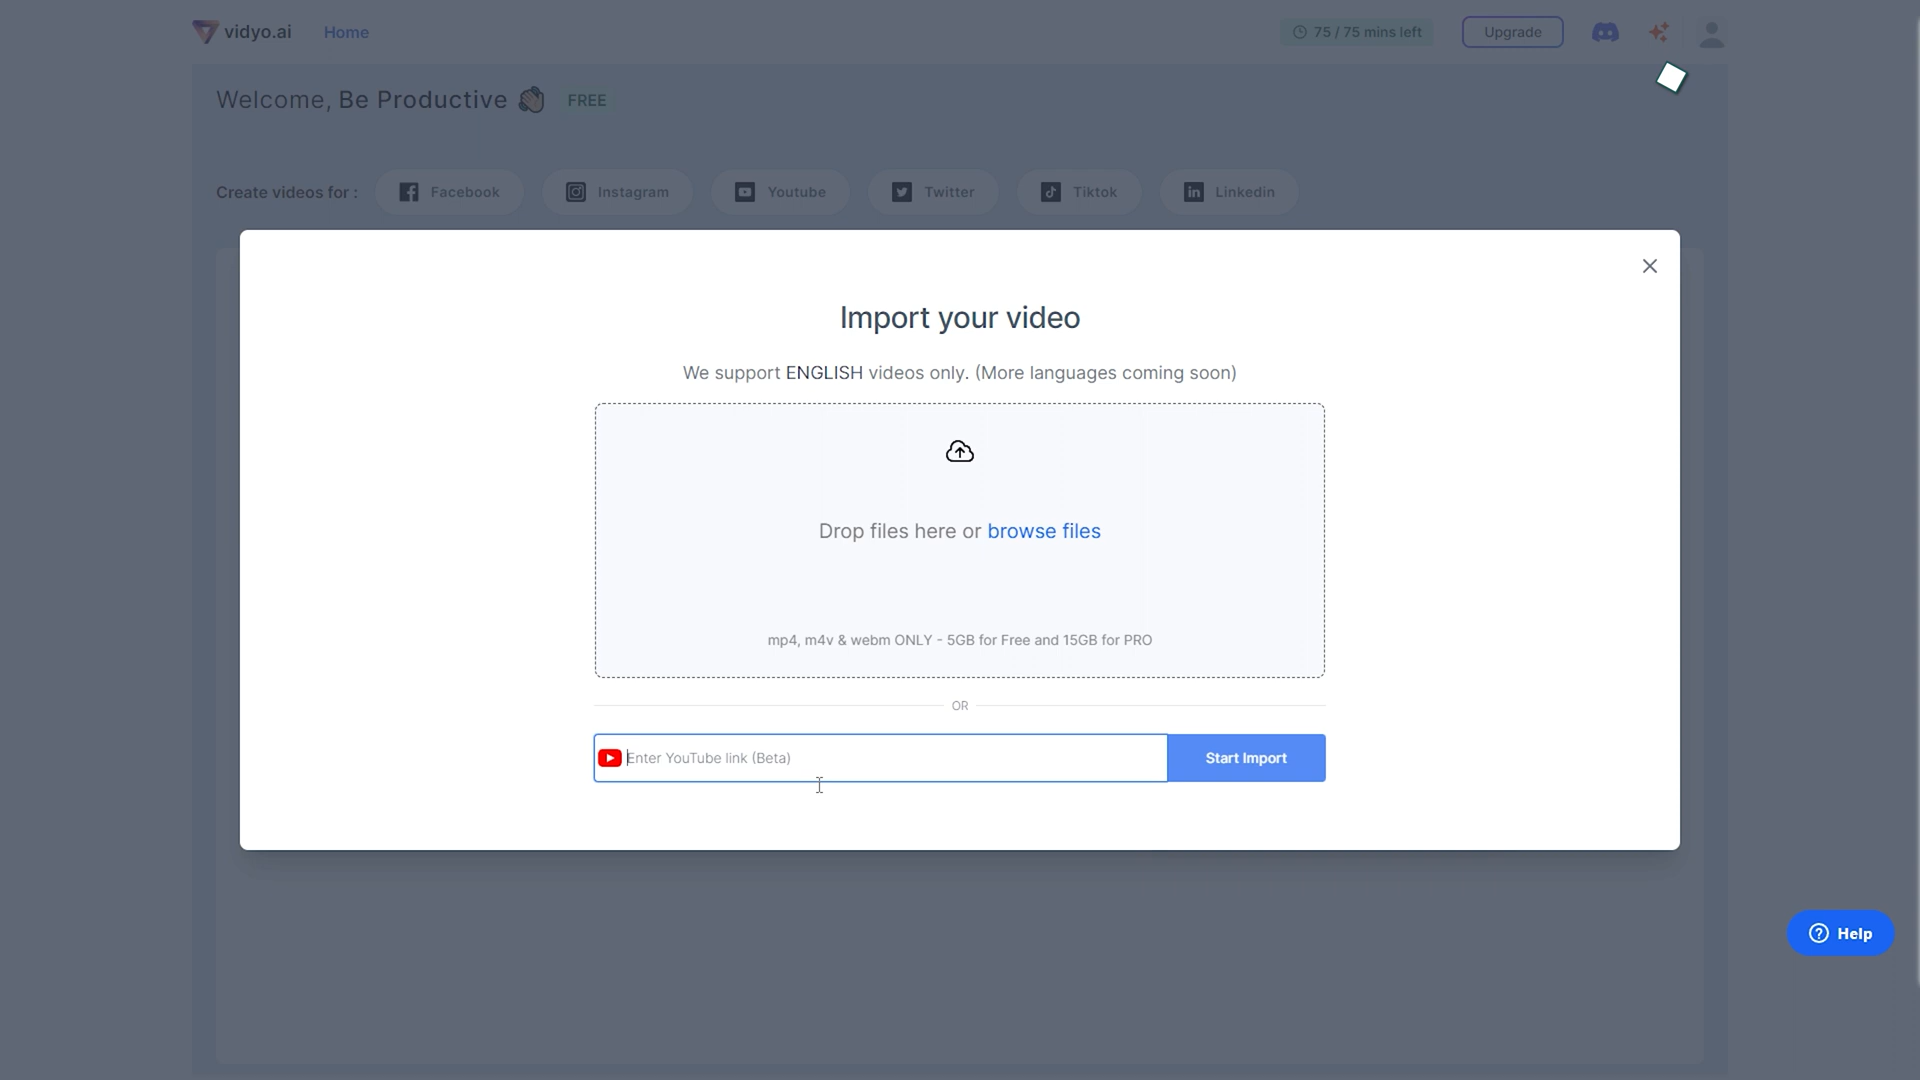 vidyo.ai Home 75 / 75 mins left Upgrade
Welcome, Be Productive FREE
Create videos for : Facebook Instagram Youtube Twitter Tiktok Linkedin
Import your video
We support ENGLISH videos only. (More languages coming soon)
Drop files here or browse files
mp4, m4v & webm ONLY - 5GB for Free and 15GB for PRO
OR
Enter YouTube link (Beta) Start Import
Help